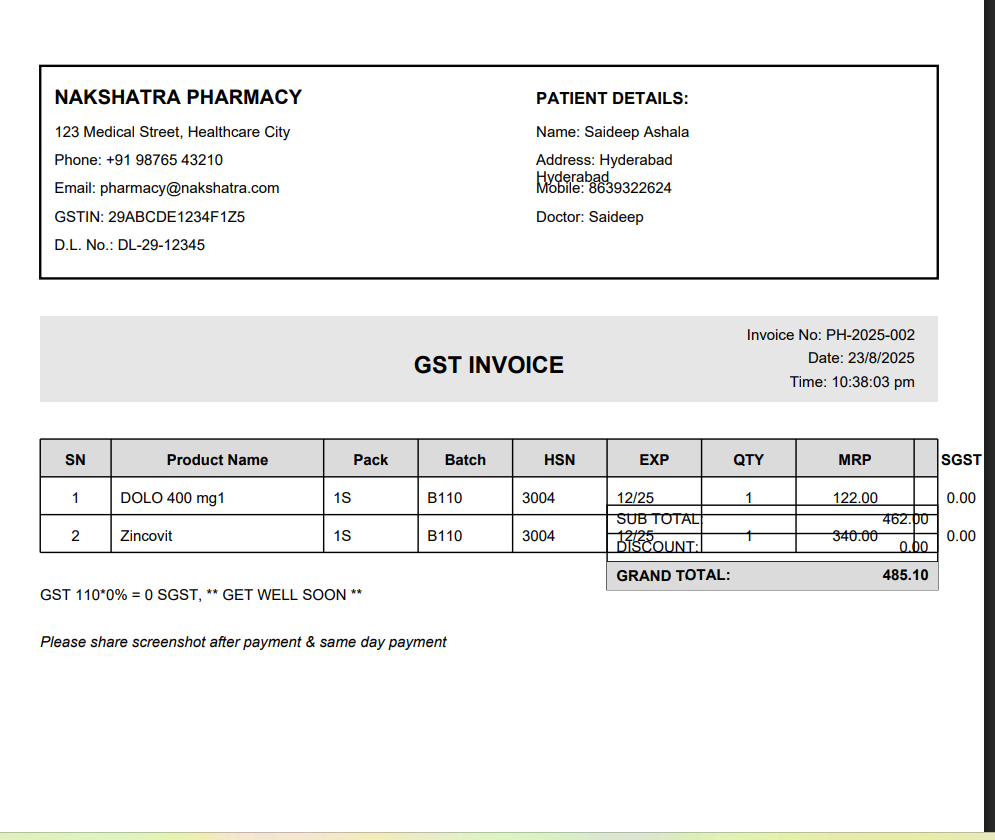 NAKSHATRA PHARMACY
123 Medical Street, Healthcare City
Phone: +91 98765 43210
Email: pharmacy@nakshatra.com
GSTIN: 29ABCDE1234F1Z5
D.L. No.: DL-29-12345
PATIENT DETAILS:
Name: Saideep Ashala
Address: Hyderabad
Hyderabad
Mobile: 8639322624
Doctor: Saideep
GST INVOICE
Invoice No: PH-2025-002
Date: 23/8/2025
Time: 10:38:03 pm
SN Product Name Pack Batch HSN EXP QTY MRP SGST
1 DOLO 400 mg1 1S B110 3004 12/25 1 122.00 0.00
2 Zincovit 1S B110 3004 12/25 1 340.00 0.00
SUB TOTAL: 462.00
DISCOUNT: 0.00
GRAND TOTAL: 485.10
GST 110*0% = 0 SGST, ** GET WELL SOON **
Please share screenshot after payment & same day payment